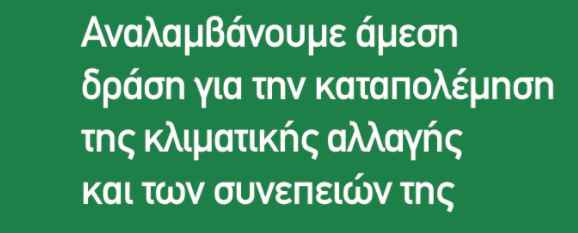 Αναλαμβάνουμε άμεση
δράση για την καταπολέμηση
της κλιματικής αλλαγής
και των συνεπειών της